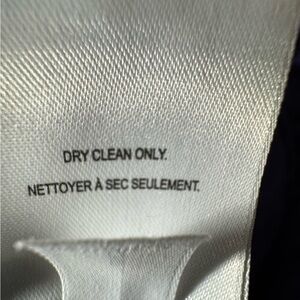 DRY CLEAN ONLY.
NETTOYER À SEC SEULEMENT.